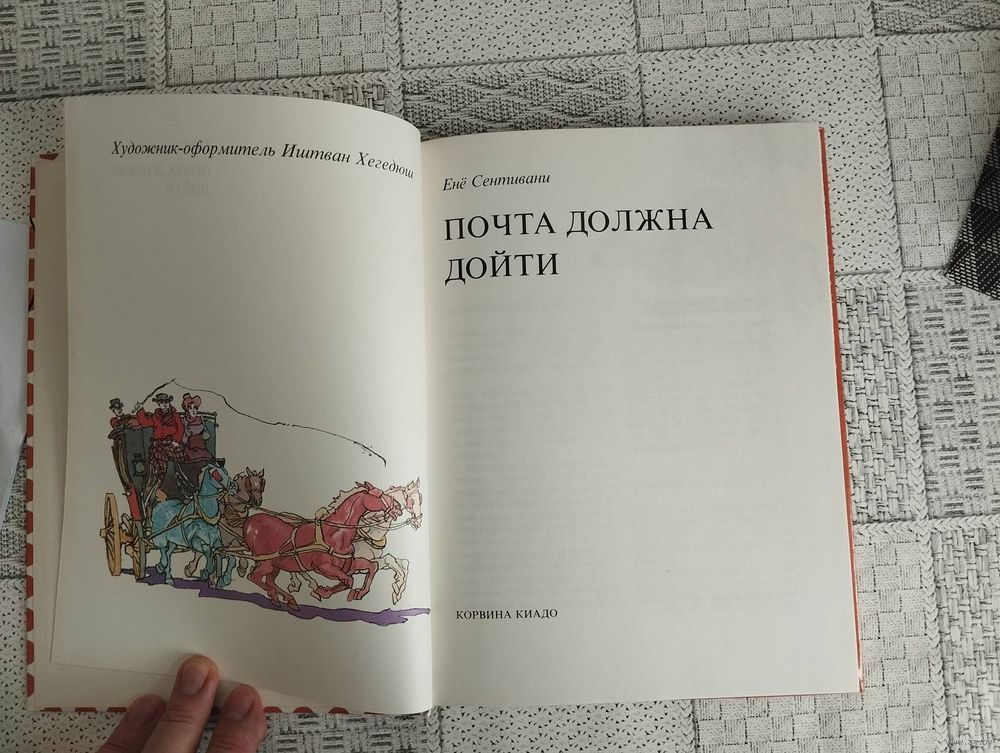 Художник-оформитель Иштван Хегедюш
Енё Сентивани
ПОЧТА ДОЛЖНА
ДОЙТИ
КОРВИНА КИАДО